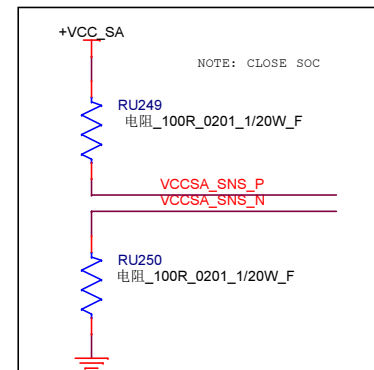 +VCC_SA
NOTE: CLOSE SOC
RU249
电阻_100R_0201_1/20W_F
VCCSA_SNS_P
VCCSA_SNS_N
RU250
电阻_100R_0201_1/20W_F